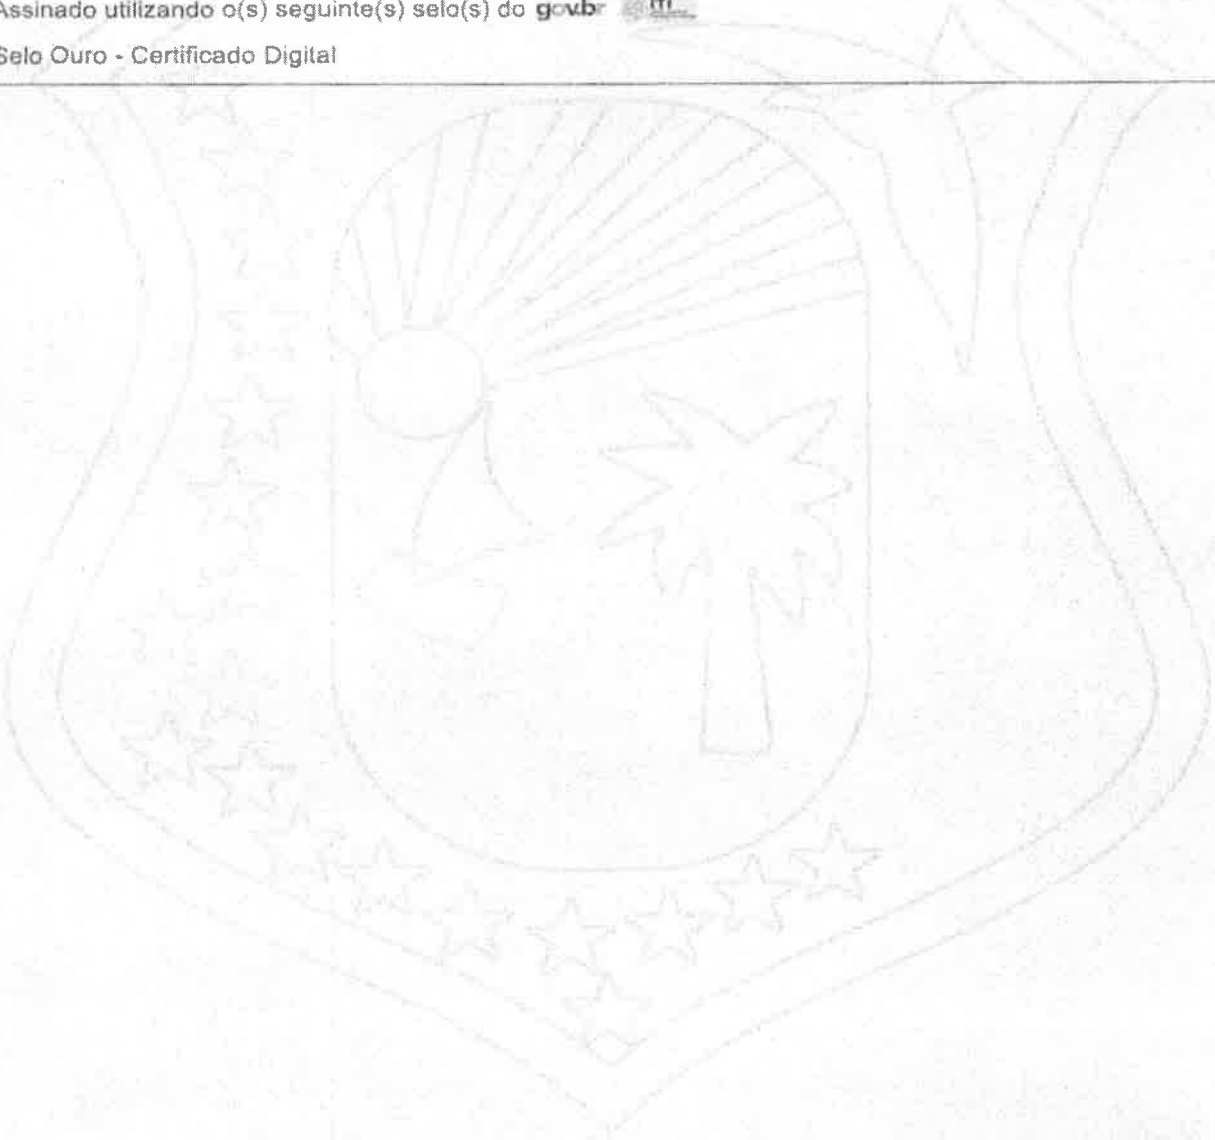 Assinado utilizando o(s) seguinte(s) selo(s) do gov.br
Selo Ouro - Certificado Digital